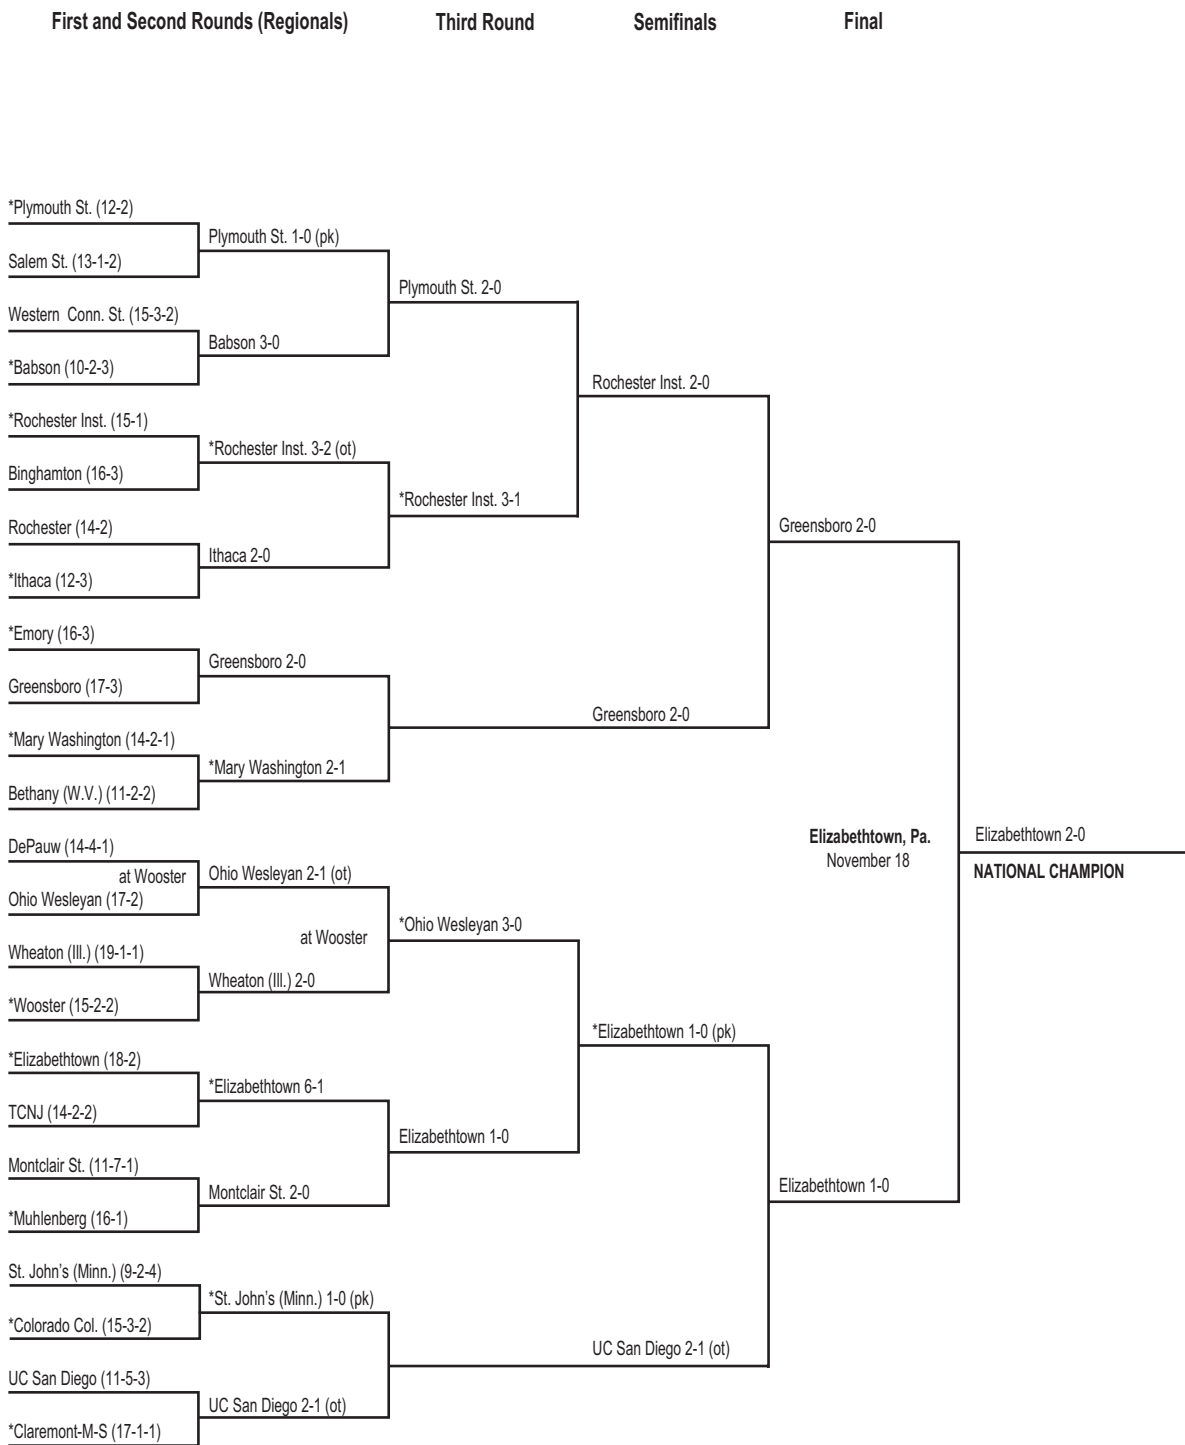 First and Second Rounds (Regionals)
Third Round
Semifinals
Final
*Plymouth St. (12-2)
Salem St. (13-1-2)
Western Conn. St. (15-3-2)
*Babson (10-2-3)
*Rochester Inst. (15-1)
Binghamton (16-3)
Rochester (14-2)
*Ithaca (12-3)
*Emory (16-3)
Greensboro (17-3)
*Mary Washington (14-2-1)
Bethany (W.V.) (11-2-2)
DePauw (14-4-1)
at Wooster
Ohio Wesleyan (17-2)
Wheaton (Ill.) (19-1-1)
*Wooster (15-2-2)
*Elizabethtown (18-2)
TCNJ (14-2-2)
Montclair St. (11-7-1)
*Muhlenberg (16-1)
St. John's (Minn.) (9-2-4)
*Colorado Col. (15-3-2)
UC San Diego (11-5-3)
*Claremont-M-S (17-1-1)
Plymouth St. 1-0 (pk)
Babson 3-0
*Rochester Inst. 3-2 (ot)
Ithaca 2-0
Greensboro 2-0
*Mary Washington 2-1
Ohio Wesleyan 2-1 (ot)
at Wooster
Wheaton (Ill.) 2-0
*Elizabethtown 6-1
Montclair St. 2-0
*St. John's (Minn.) 1-0 (pk)
UC San Diego 2-1 (ot)
Plymouth St. 2-0
*Rochester Inst. 3-1
*Ohio Wesleyan 3-0
Elizabethtown 1-0
Rochester Inst. 2-0
Greensboro 2-0
*Elizabethtown 1-0 (pk)
UC San Diego 2-1 (ot)
Greensboro 2-0
Elizabethtown 1-0
Elizabethtown, Pa.
November 18
Elizabethtown 2-0
NATIONAL CHAMPION